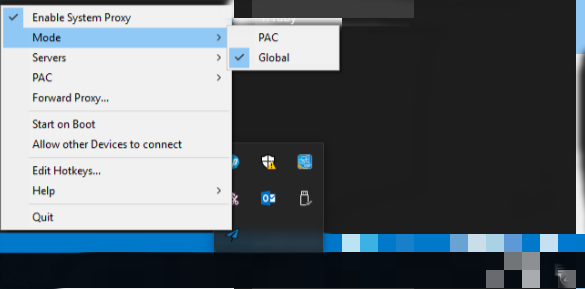 Enable System Proxy
Mode
PAC
Servers
Global
PAC
Forward Proxy...
Start on Boot
Allow other Devices to connect
Edit Hotkeys...
Help
Quit